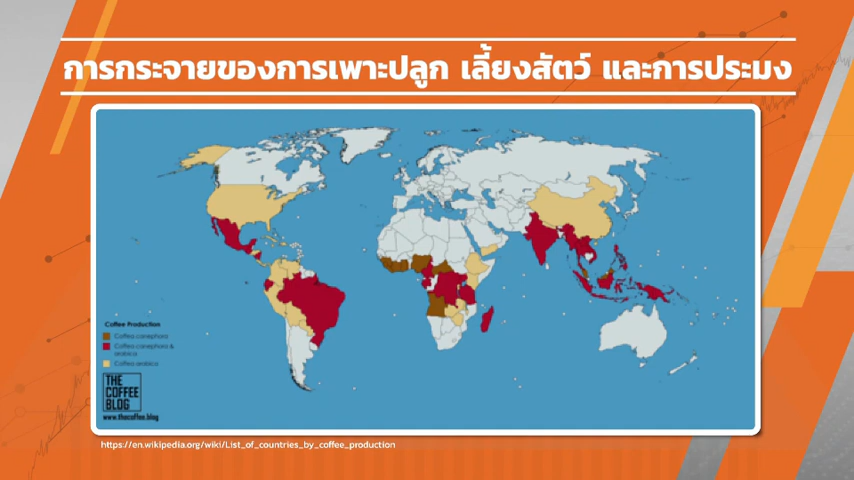 การกระจายของการเพาะปลูก เลี้ยงสัตว์ และการประมง
Coffee Production
Coffea canephora
Coffea canephora &
arabica
Coffea arabica
THE
COFFEE
BLOG
www.thecoffee.blog
https://en.wikipedia.org/wiki/List_of_countries_by_coffee_production